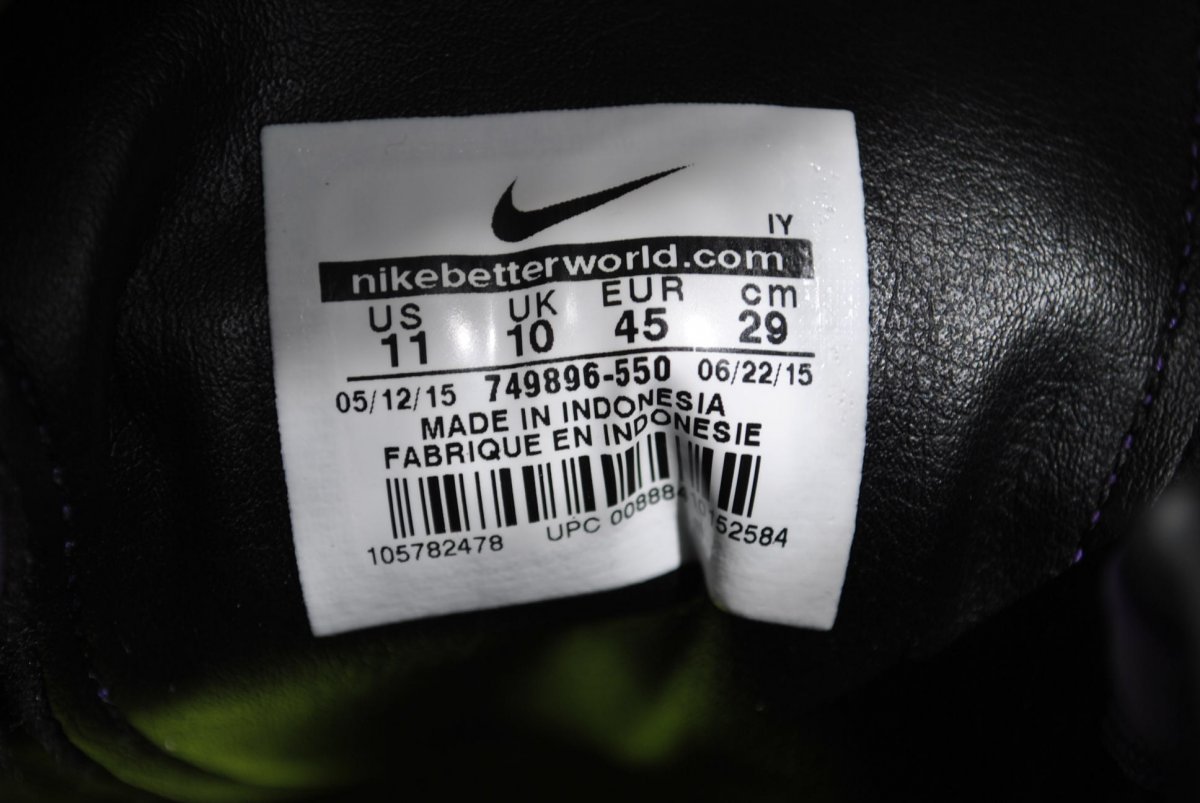 IY
nikebetterworld.com
US UK EUR cm
11 10 45 29
05/12/15 749896-550 06/22/15
MADE IN INDONESIA
FABRIQUE EN INDONESIE
105782478 UPC